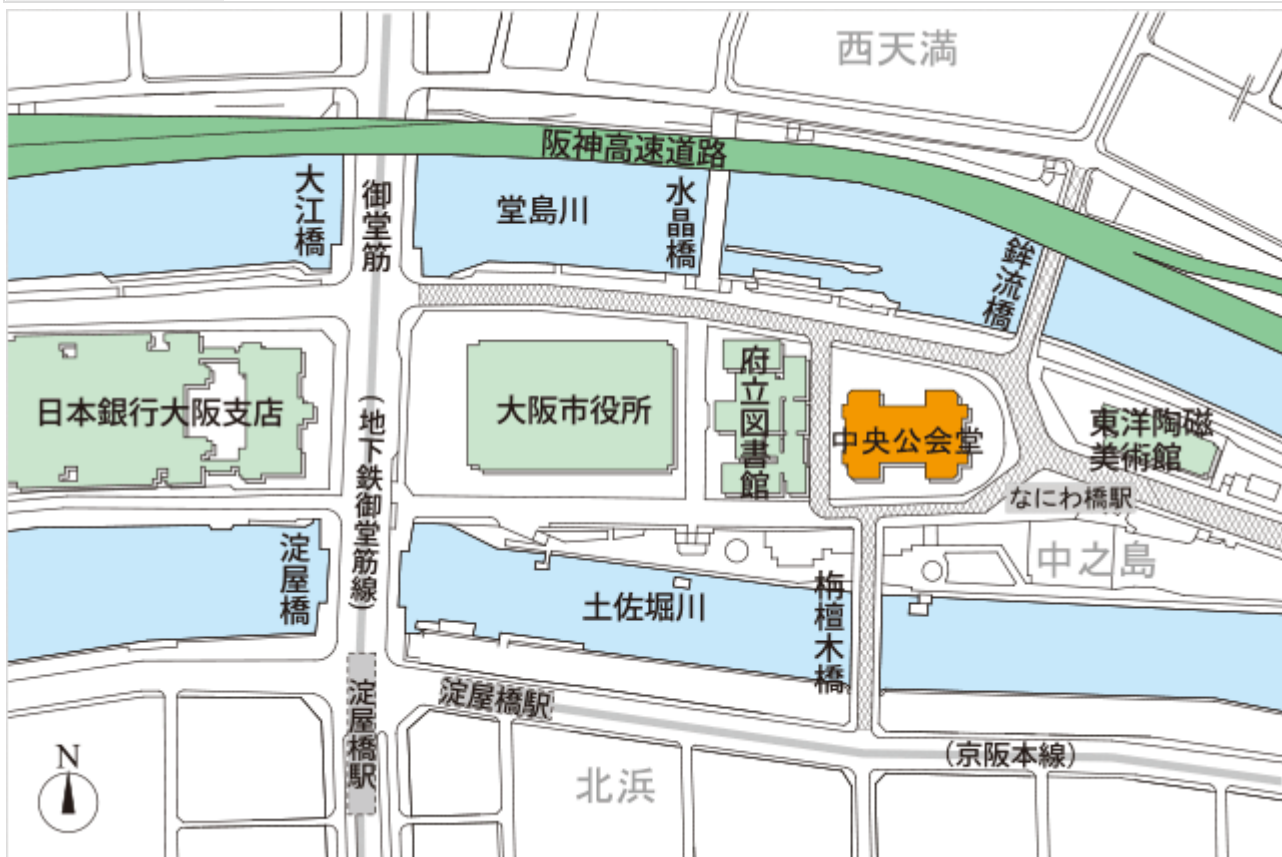 西天満
阪神高速道路
大江橋
御堂筋
堂島川
水晶橋
鉾流橋
日本銀行大阪支店
(地下鉄御堂筋線)
大阪市役所
府立図書館
中央公会堂
東洋陶磁
美術館
なにわ橋駅
中之島
淀屋橋
土佐堀川
栴檀木橋
淀屋橋駅
淀屋橋駅
(京阪本線)
北浜
N